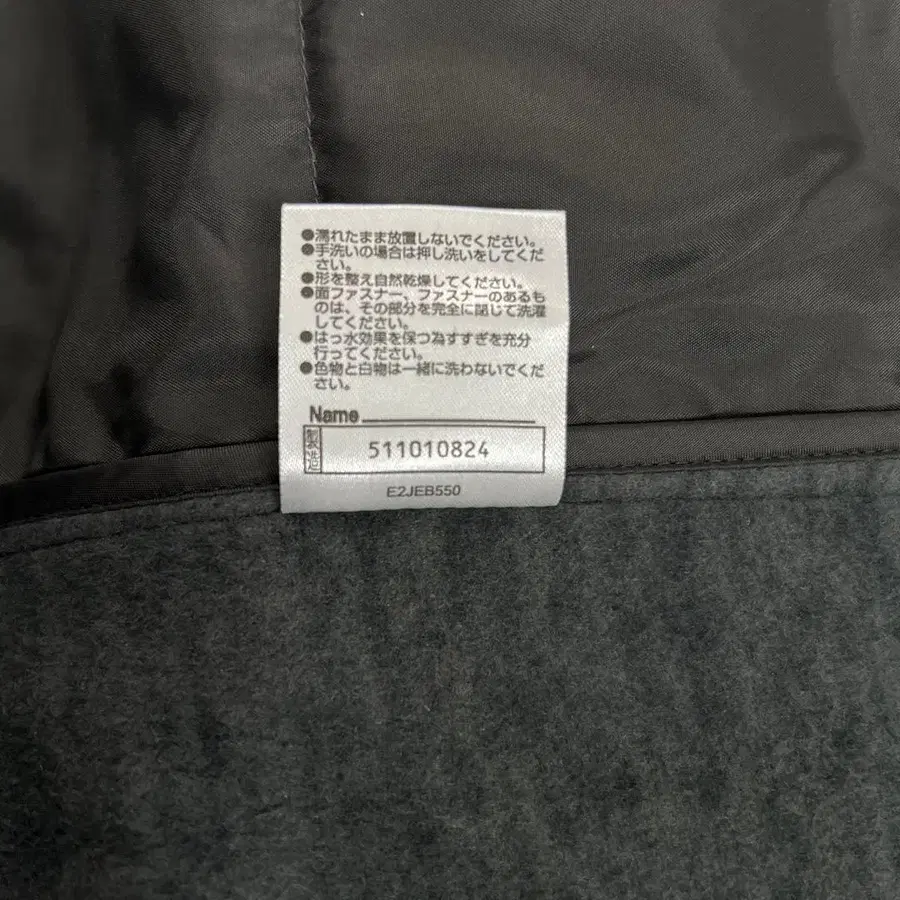 ●濡れたまま放置しないでください。
●手洗いの場合は押し洗いをしてくだ
さい。
●形を整え自然乾燥してください。
●面ファスナー、ファスナーのあるも
のは、その部分を完全に閉じて洗濯
してください。
●はっ水効果を保つ為すすぎを充分
行ってください。
●色物と白物は一緒に洗わないでくだ
さい。
Name
製造 511010824
E2JEB550